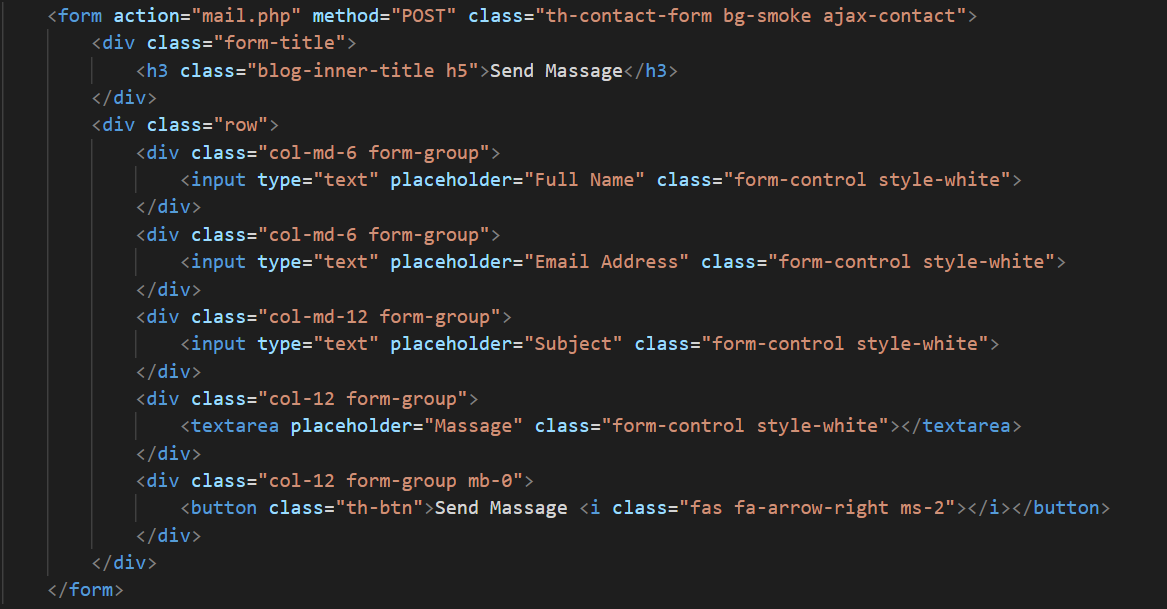 <form action="mail.php" method="POST" class="th-contact-form bg-smoke ajax-contact">
    <div class="form-title">
        <h3 class="blog-inner-title h5">Send Massage</h3>
    </div>
    <div class="row">
        <div class="col-md-6 form-group">
            <input type="text" placeholder="Full Name" class="form-control style-white">
        </div>
        <div class="col-md-6 form-group">
            <input type="text" placeholder="Email Address" class="form-control style-white">
        </div>
        <div class="col-md-12 form-group">
            <input type="text" placeholder="Subject" class="form-control style-white">
        </div>
        <div class="col-12 form-group">
            <textarea placeholder="Massage" class="form-control style-white"></textarea>
        </div>
        <div class="col-12 form-group mb-0">
            <button class="th-btn">Send Massage <i class="fas fa-arrow-right ms-2"></i></button>
        </div>
    </div>
</form>